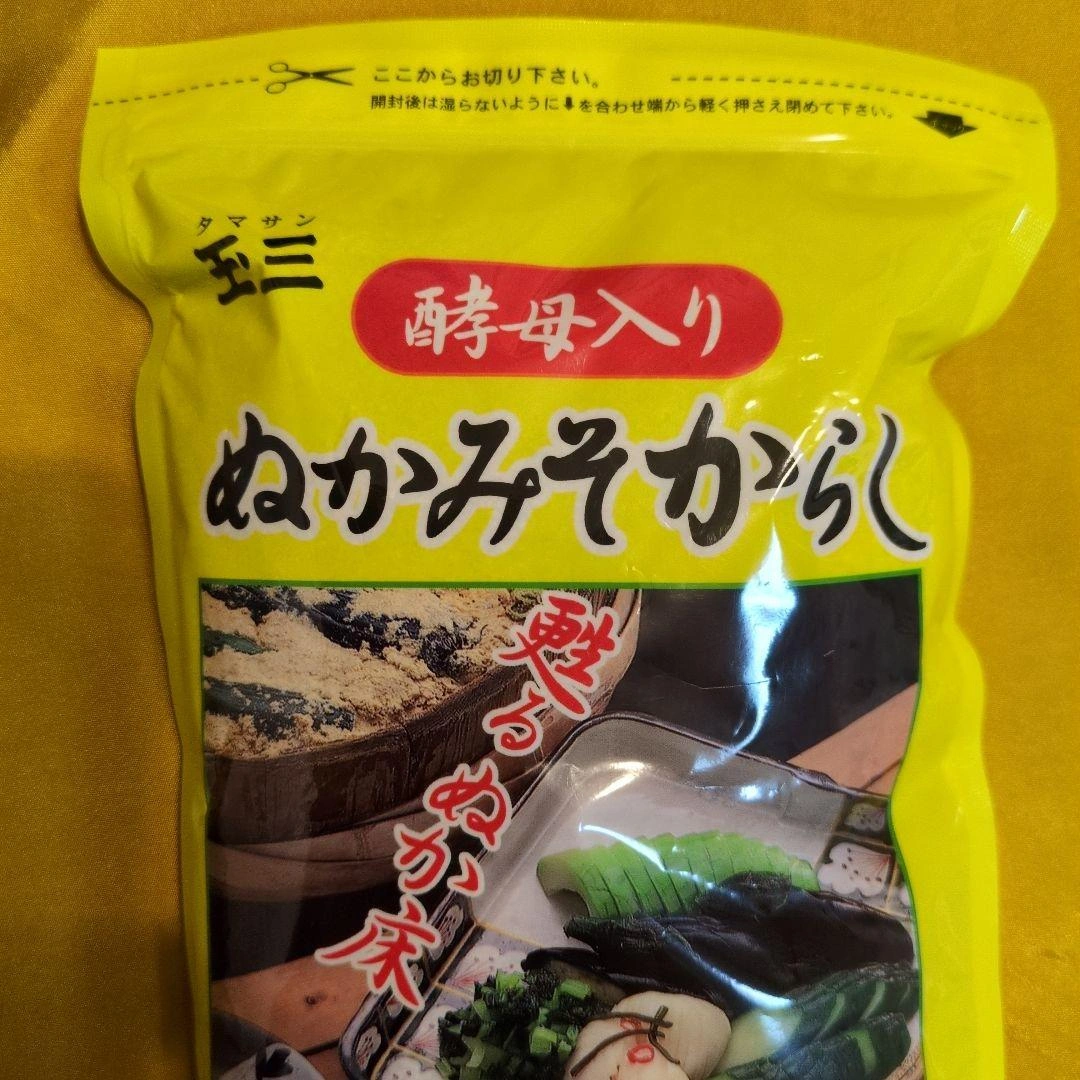 ここからお切り下さい。
開封後は湿らないように⬇を合わせ端から軽く押さえ閉めて下さい。
タマサン
玉三
酵母入り
ぬかみそからし
甦るぬか床